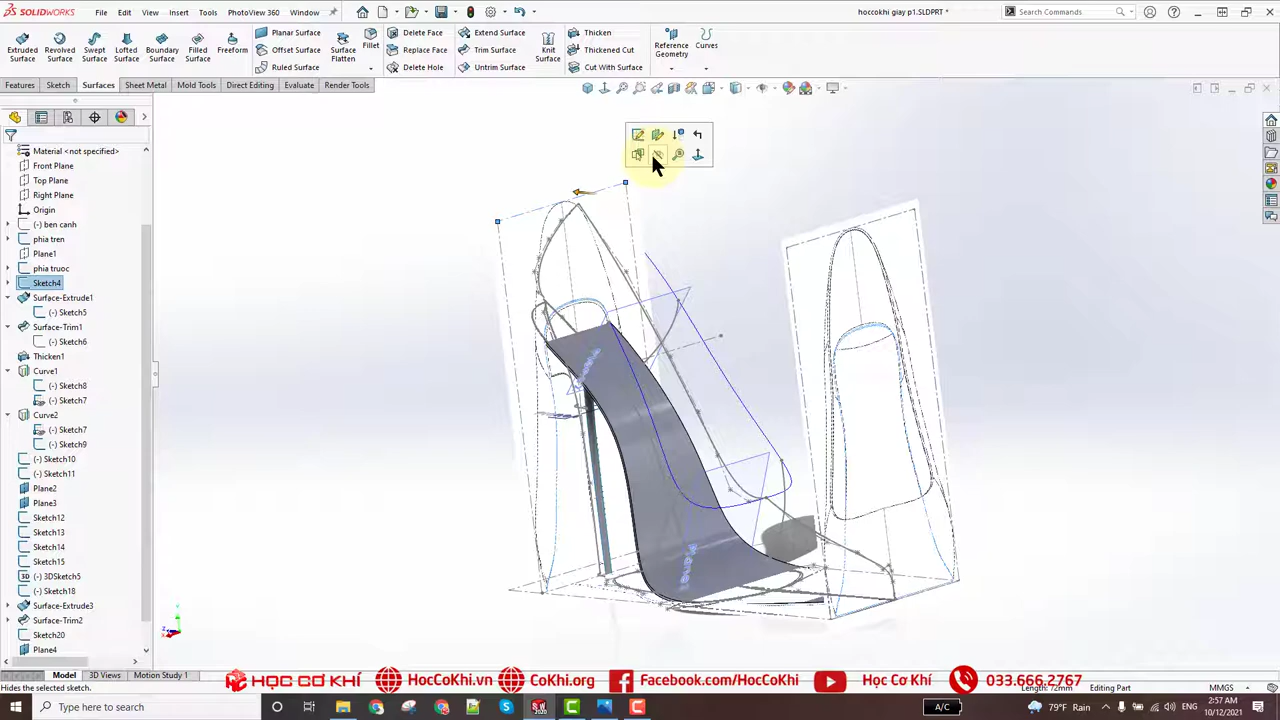 SOLIDWORKS File Edit View Insert Tools PhotoView 360 Window hoccokhi giay p1.SLDPRT * Search Commands
Extruded Surface Revolved Surface Swept Surface Lofted Surface Boundary Surface Filled Surface Freeform
Planar Surface Offset Surface Ruled Surface Surface Flatten Fillet
Delete Face Replace Face Delete Hole
Extend Surface Trim Surface Untrim Surface Knit Surface
Thicken Thickened Cut Cut With Surface
Reference Geometry Curves
Features Sketch Surfaces Sheet Metal Mold Tools Direct Editing Evaluate Render Tools
Material <not specified>
Front Plane
Top Plane
Right Plane
Origin
(-) ben canh
phia tren
Plane1
phia truoc
Sketch4
Surface-Extrude1
(-) Sketch5
Surface-Trim1
(-) Sketch6
Thicken1
Curve1
(-) Sketch8
(-) Sketch7
Curve2
(-) Sketch7
(-) Sketch9
(-) Sketch10
(-) Sketch11
Plane2
Plane3
Sketch12
Sketch13
Sketch14
Sketch15
3D (-) 3DSketch5
(-) Sketch18
Surface-Extrude3
Surface-Trim2
Sketch20
Plane4
Model 3D Views Motion Study 1
HỌC CƠ KHÍ HocCoKhi.vn CoKhi.org Facebook.com/HocCoKhi Học Cơ Khí 033.666.2767
Hides the selected sketch. Length: 72mm Editing Part MMGS
Type here to search A/C 79°F Rain ENG 2:57 AM
10/12/2021